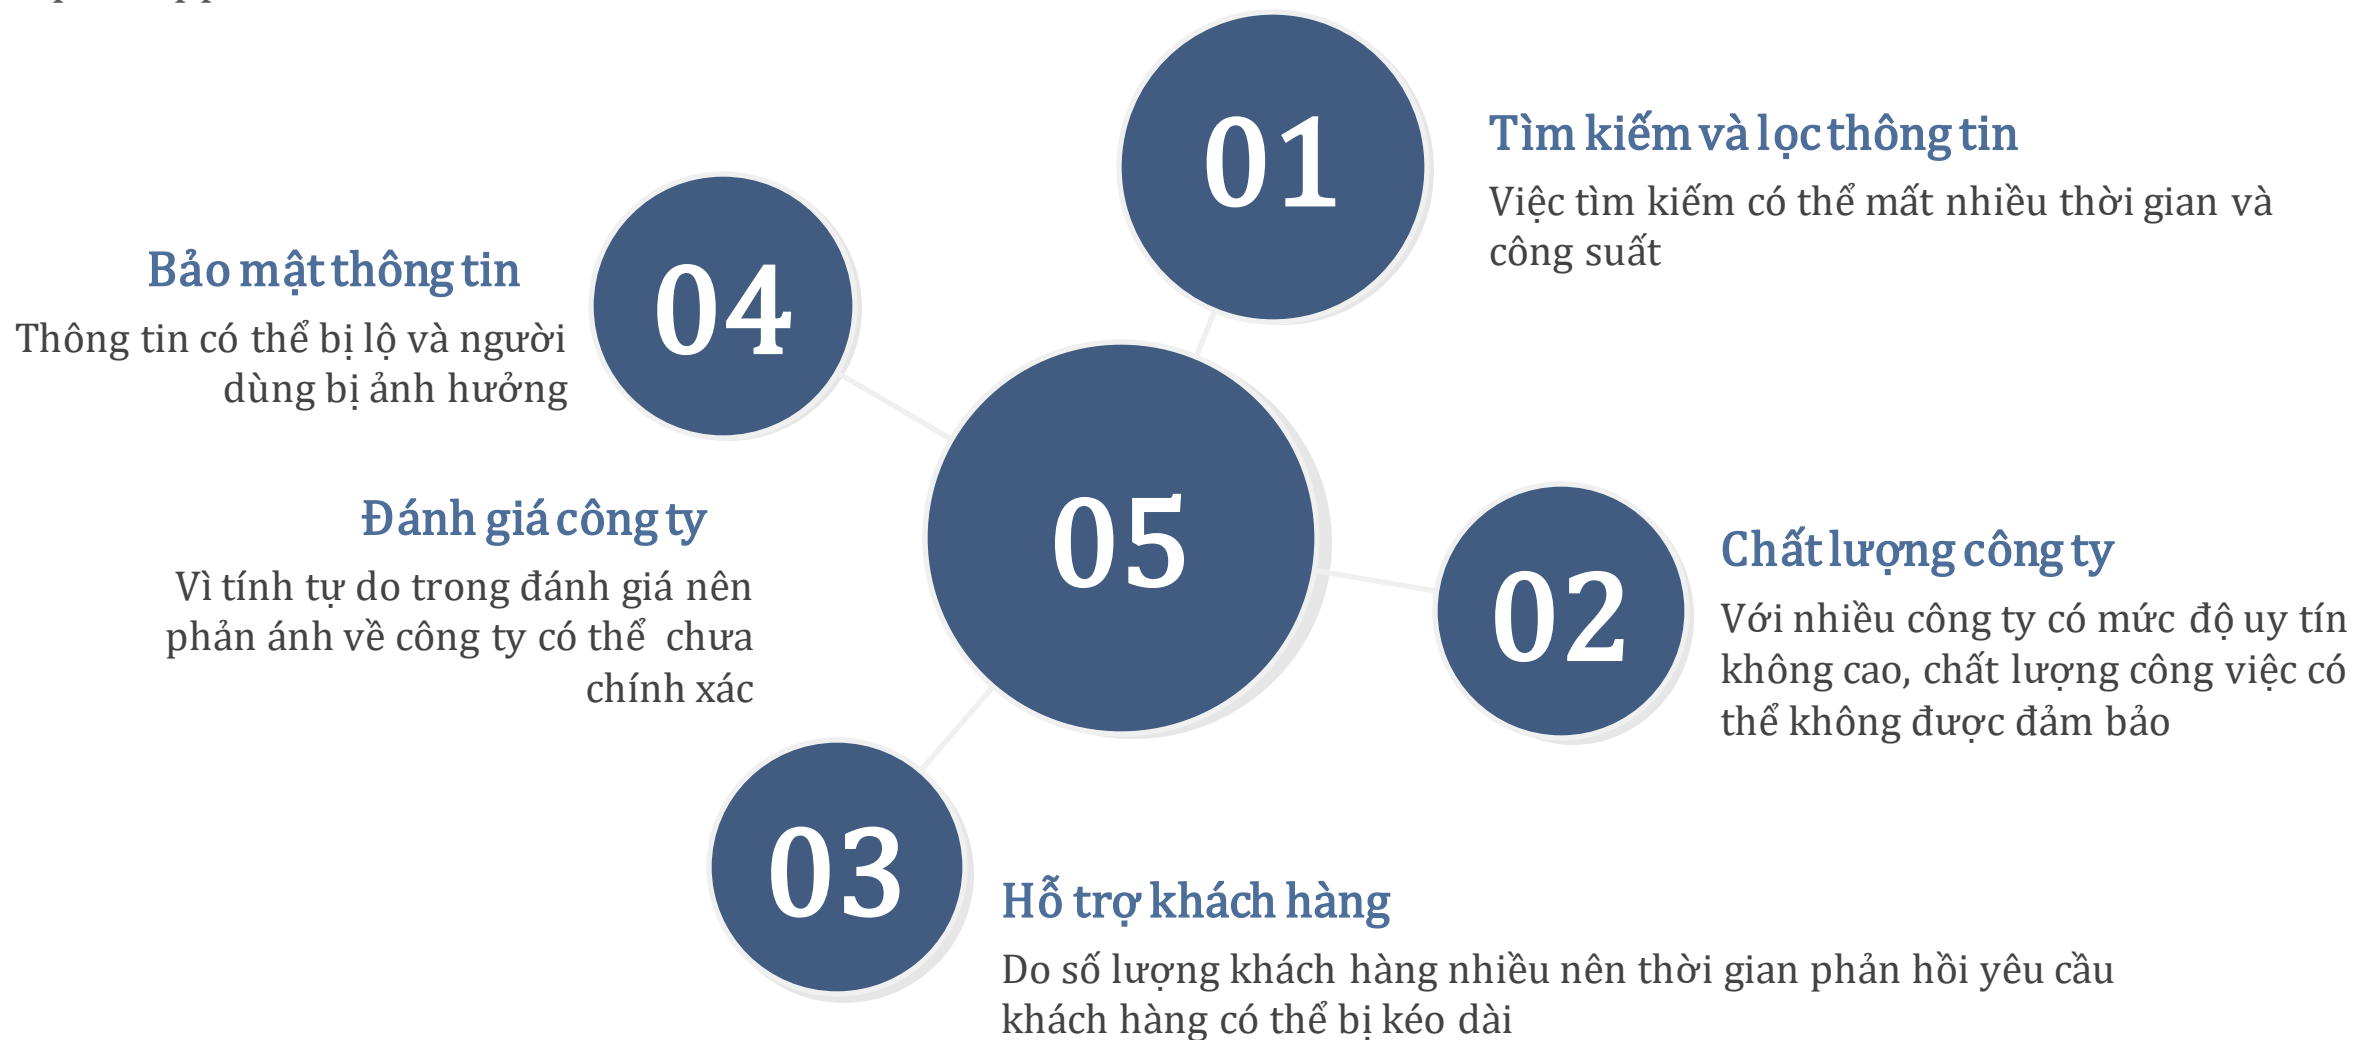 01
Tìm kiếm và lọc thông tin
Việc tìm kiếm có thể mất nhiều thời gian và
công suất
04
Bảo mật thông tin
Thông tin có thể bị lộ và người
dùng bị ảnh hưởng
05
Đánh giá công ty
Vì tính tự do trong đánh giá nên
phản ánh về công ty có thể chưa
chính xác
02
Chất lượng công ty
Với nhiều công ty có mức độ uy tín
không cao, chất lượng công việc có
thể không được đảm bảo
03
Hỗ trợ khách hàng
Do số lượng khách hàng nhiều nên thời gian phản hồi yêu cầu
khách hàng có thể bị kéo dài